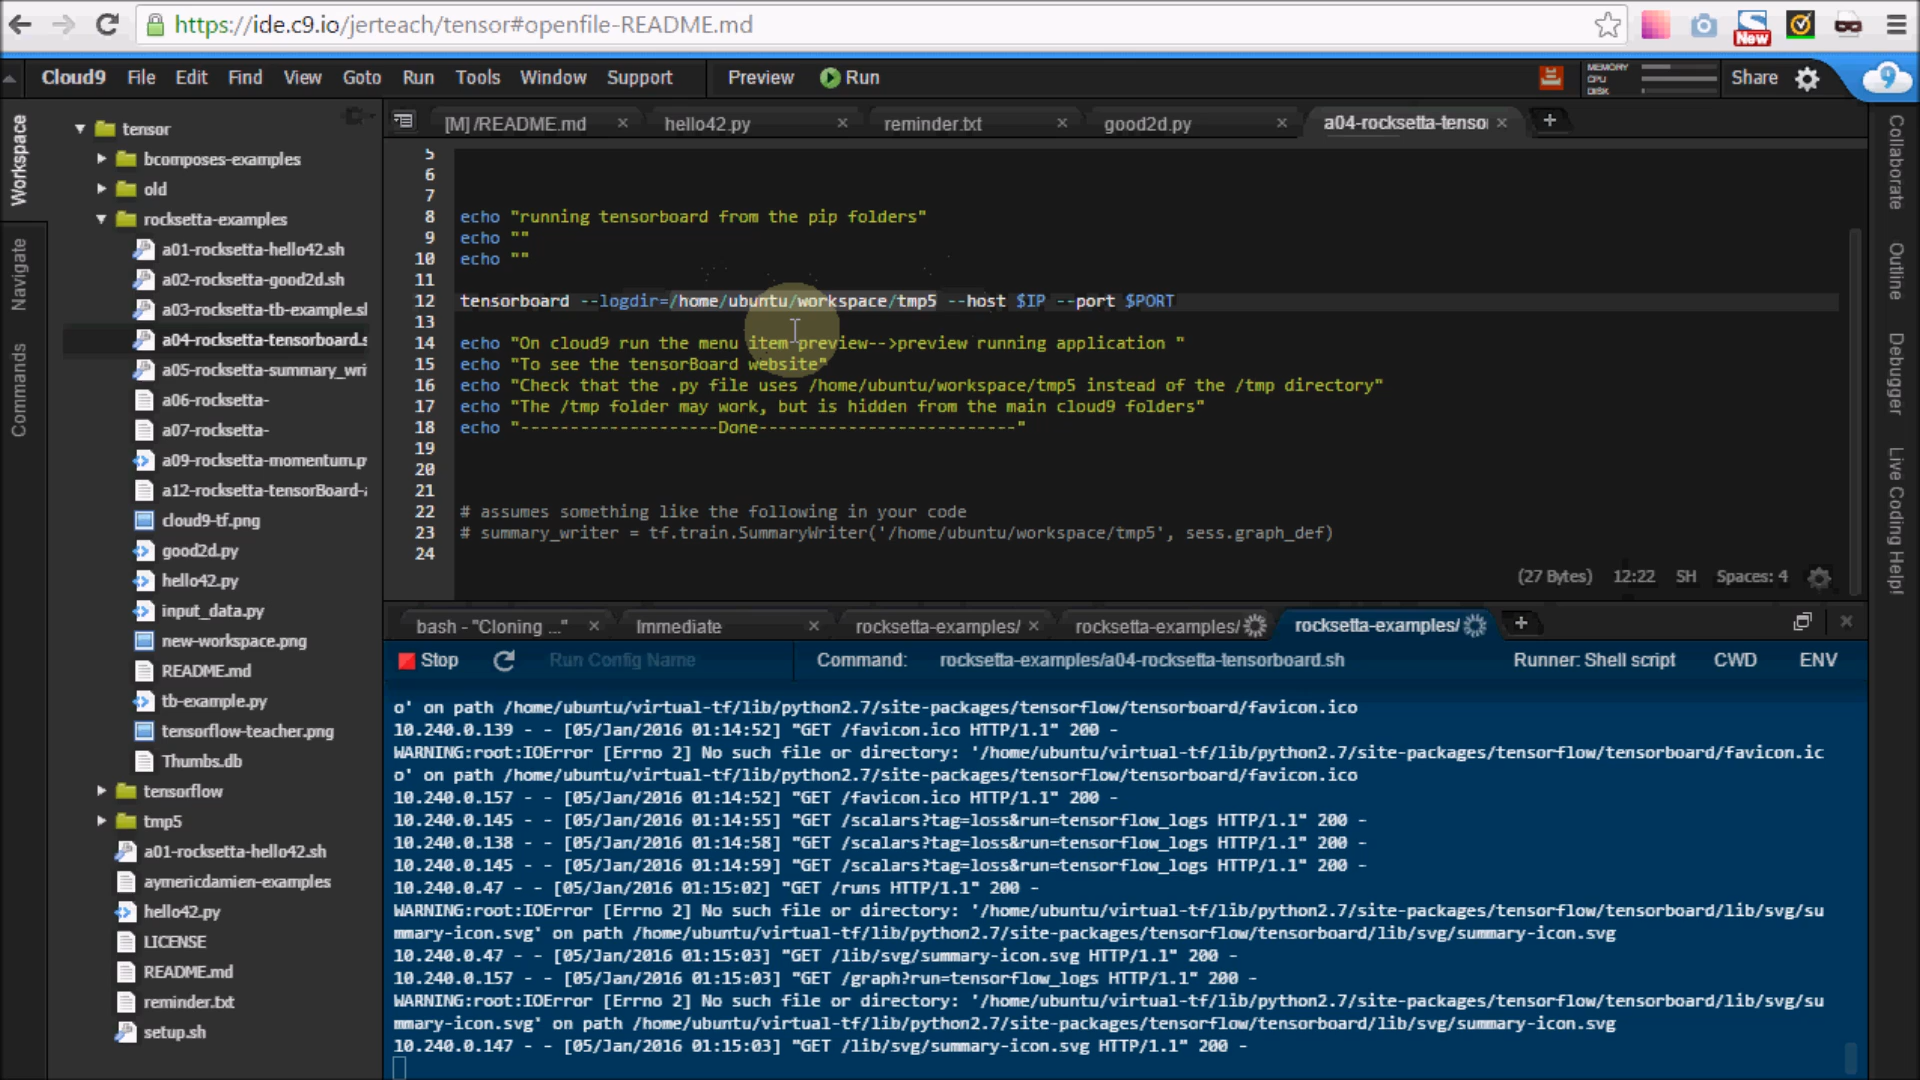 https://ide.c9.io/jerteach/tensor#openfile-README.md
New
Cloud9 File Edit Find View Goto Run Tools Window Support Preview Run
MEMORY
CPU
DISK
Share
9
Workspace
Navigate
Commands
tensor
bcomposes-examples
old
rocksetta-examples
a01-rocksetta-hello42.sh
a02-rocksetta-good2d.sh
a03-rocksetta-tb-example.sl
a04-rocksetta-tensorboard.s
a05-rocksetta-summary_wri
a06-rocksetta-
a07-rocksetta-
a09-rocksetta-momentum.p
a12-rocksetta-tensorBoard-
cloud9-tf.png
good2d.py
hello42.py
input_data.py
new-workspace.png
README.md
tb-example.py
tensorflow-teacher.png
Thumbs.db
tensorflow
tmp5
a01-rocksetta-hello42.sh
aymericdamien-examples
hello42.py
LICENSE
README.md
reminder.txt
setup.sh
[M] /README.md hello42.py reminder.txt good2d.py a04-rocksetta-tenso
5
6
7
8 echo "running tensorboard from the pip folders"
9 echo ""
10 echo ""
11
12 tensorboard --logdir=/home/ubuntu/workspace/tmp5 --host $IP --port $PORT
13
14 echo "On cloud9 run the menu item preview-->preview running application "
15 echo "To see the tensorBoard website"
16 echo "Check that the .py file uses /home/ubuntu/workspace/tmp5 instead of the /tmp directory"
17 echo "The /tmp folder may work, but is hidden from the main cloud9 folders"
18 echo "--------------------Done--------------------------"
19
20
21
22 # assumes something like the following in your code
23 # summary_writer = tf.train.SummaryWriter('/home/ubuntu/workspace/tmp5', sess.graph_def)
24
(27 Bytes) 12:22 SH Spaces: 4
bash - "Cloning ..." Immediate rocksetta-examples/ rocksetta-examples/ rocksetta-examples/
Stop Run Config Name Command: rocksetta-examples/a04-rocksetta-tensorboard.sh Runner: Shell script CWD ENV
o' on path /home/ubuntu/virtual-tf/lib/python2.7/site-packages/tensorflow/tensorboard/favicon.ico
10.240.0.139 - - [05/Jan/2016 01:14:52] "GET /favicon.ico HTTP/1.1" 200 -
WARNING:root:IOError [Errno 2] No such file or directory: '/home/ubuntu/virtual-tf/lib/python2.7/site-packages/tensorflow/tensorboard/favicon.ic
o' on path /home/ubuntu/virtual-tf/lib/python2.7/site-packages/tensorflow/tensorboard/favicon.ico
10.240.0.157 - - [05/Jan/2016 01:14:52] "GET /favicon.ico HTTP/1.1" 200 -
10.240.0.145 - - [05/Jan/2016 01:14:55] "GET /scalars?tag=loss&run=tensorflow_logs HTTP/1.1" 200 -
10.240.0.138 - - [05/Jan/2016 01:14:58] "GET /scalars?tag=loss&run=tensorflow_logs HTTP/1.1" 200 -
10.240.0.145 - - [05/Jan/2016 01:14:59] "GET /scalars?tag=loss&run=tensorflow_logs HTTP/1.1" 200 -
10.240.0.47 - - [05/Jan/2016 01:15:02] "GET /runs HTTP/1.1" 200 -
WARNING:root:IOError [Errno 2] No such file or directory: '/home/ubuntu/virtual-tf/lib/python2.7/site-packages/tensorflow/tensorboard/lib/svg/su
mmary-icon.svg' on path /home/ubuntu/virtual-tf/lib/python2.7/site-packages/tensorflow/tensorboard/lib/svg/summary-icon.svg
10.240.0.47 - - [05/Jan/2016 01:15:03] "GET /lib/svg/summary-icon.svg HTTP/1.1" 200 -
10.240.0.157 - - [05/Jan/2016 01:15:03] "GET /graph?run=tensorflow_logs HTTP/1.1" 200 -
WARNING:root:IOError [Errno 2] No such file or directory: '/home/ubuntu/virtual-tf/lib/python2.7/site-packages/tensorflow/tensorboard/lib/svg/su
mmary-icon.svg' on path /home/ubuntu/virtual-tf/lib/python2.7/site-packages/tensorflow/tensorboard/lib/svg/summary-icon.svg
10.240.0.147 - - [05/Jan/2016 01:15:03] "GET /lib/svg/summary-icon.svg HTTP/1.1" 200 -
Collaborate
Outline
Debugger
Live Coding Help!